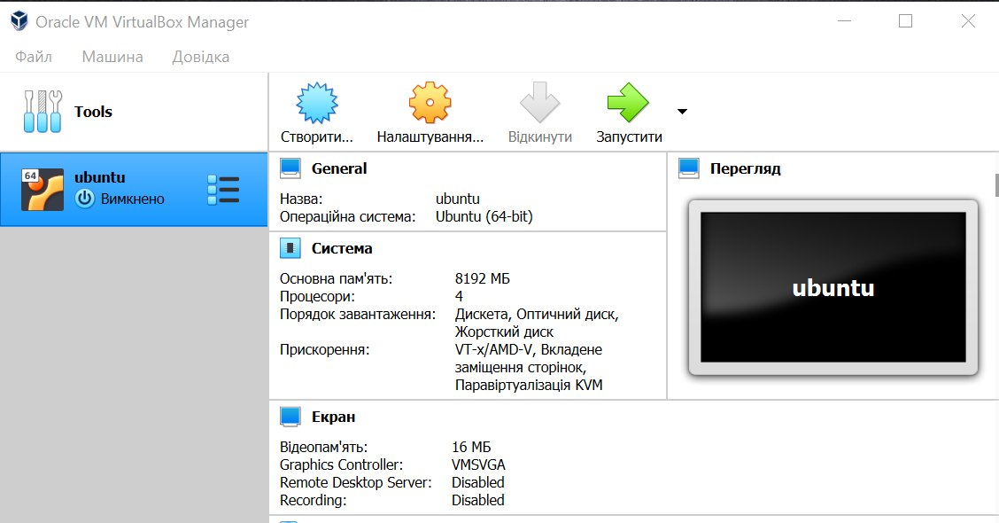 Oracle VM VirtualBox Manager
Файл Машина Довідка
Tools
Створити... Налаштування... Відкинути Запустити
64
ubuntu
Вимкнено
General
Назва: ubuntu
Операційна система: Ubuntu (64-bit)
Система
Основна пам'ять: 8192 МБ
Процесори: 4
Порядок завантаження: Дискета, Оптичний диск,
Жорсткий диск
Прискорення: VT-x/AMD-V, Вкладене
заміщення сторінок,
Паравіртуалізація KVM
Перегляд
ubuntu
Екран
Відеопам'ять: 16 МБ
Graphics Controller: VMSVGA
Remote Desktop Server: Disabled
Recording: Disabled